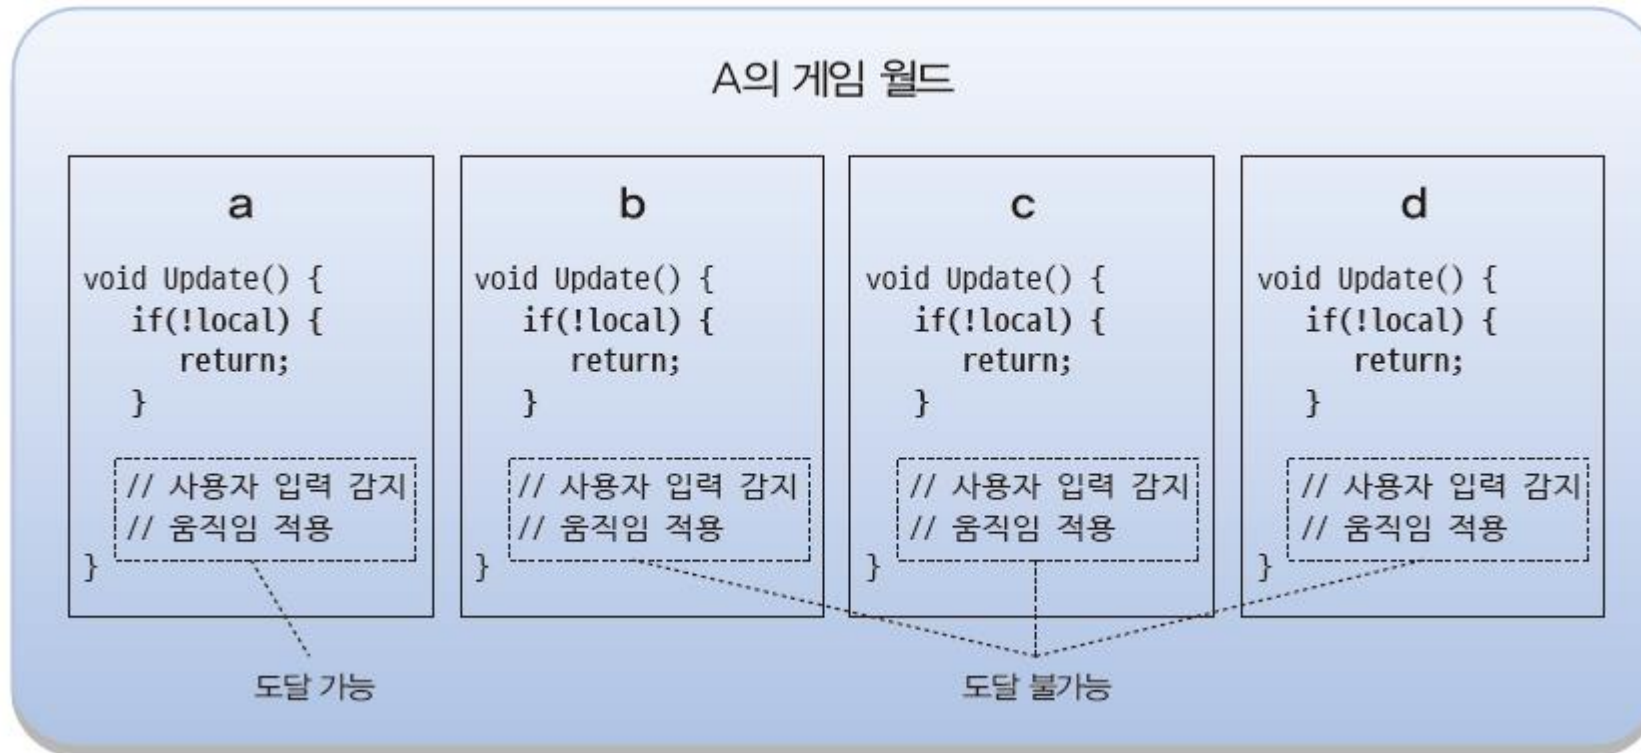 A의 게임 월드
a
void Update() {
if(!local) {
return;
}
// 사용자 입력 감지
// 움직임 적용
}
b
void Update() {
if(!local) {
return;
}
// 사용자 입력 감지
// 움직임 적용
}
c
void Update() {
if(!local) {
return;
}
// 사용자 입력 감지
// 움직임 적용
}
d
void Update() {
if(!local) {
return;
}
// 사용자 입력 감지
// 움직임 적용
}
도달 가능
도달 불가능